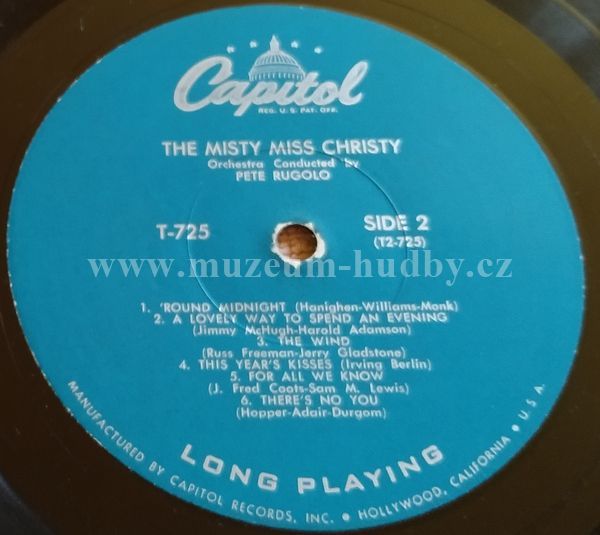 Capitol
REG. U.S. PAT. OFF.
THE MISTY MISS CHRISTY
Orchestra Conducted by
PETE RUGOLO
T-725
SIDE 2
(T2-725)
www.muzeum-hudby.cz
1. 'ROUND MIDNIGHT (Hanighen-Williams-Monk)
2. A LOVELY WAY TO SPEND AN EVENING
(Jimmy McHugh-Harold Adamson)
3. THE WIND
(Russ Freeman-Jerry Gladstone)
4. THIS YEAR'S KISSES (Irving Berlin)
5. FOR ALL WE KNOW
(J. Fred Coats-Sam M. Lewis)
6. THERE'S NO YOU
(Hopper-Adair-Durgom)
LONG PLAYING
MANUFACTURED BY CAPITOL RECORDS, INC. • HOLLYWOOD, CALIFORNIA • U.S.A.